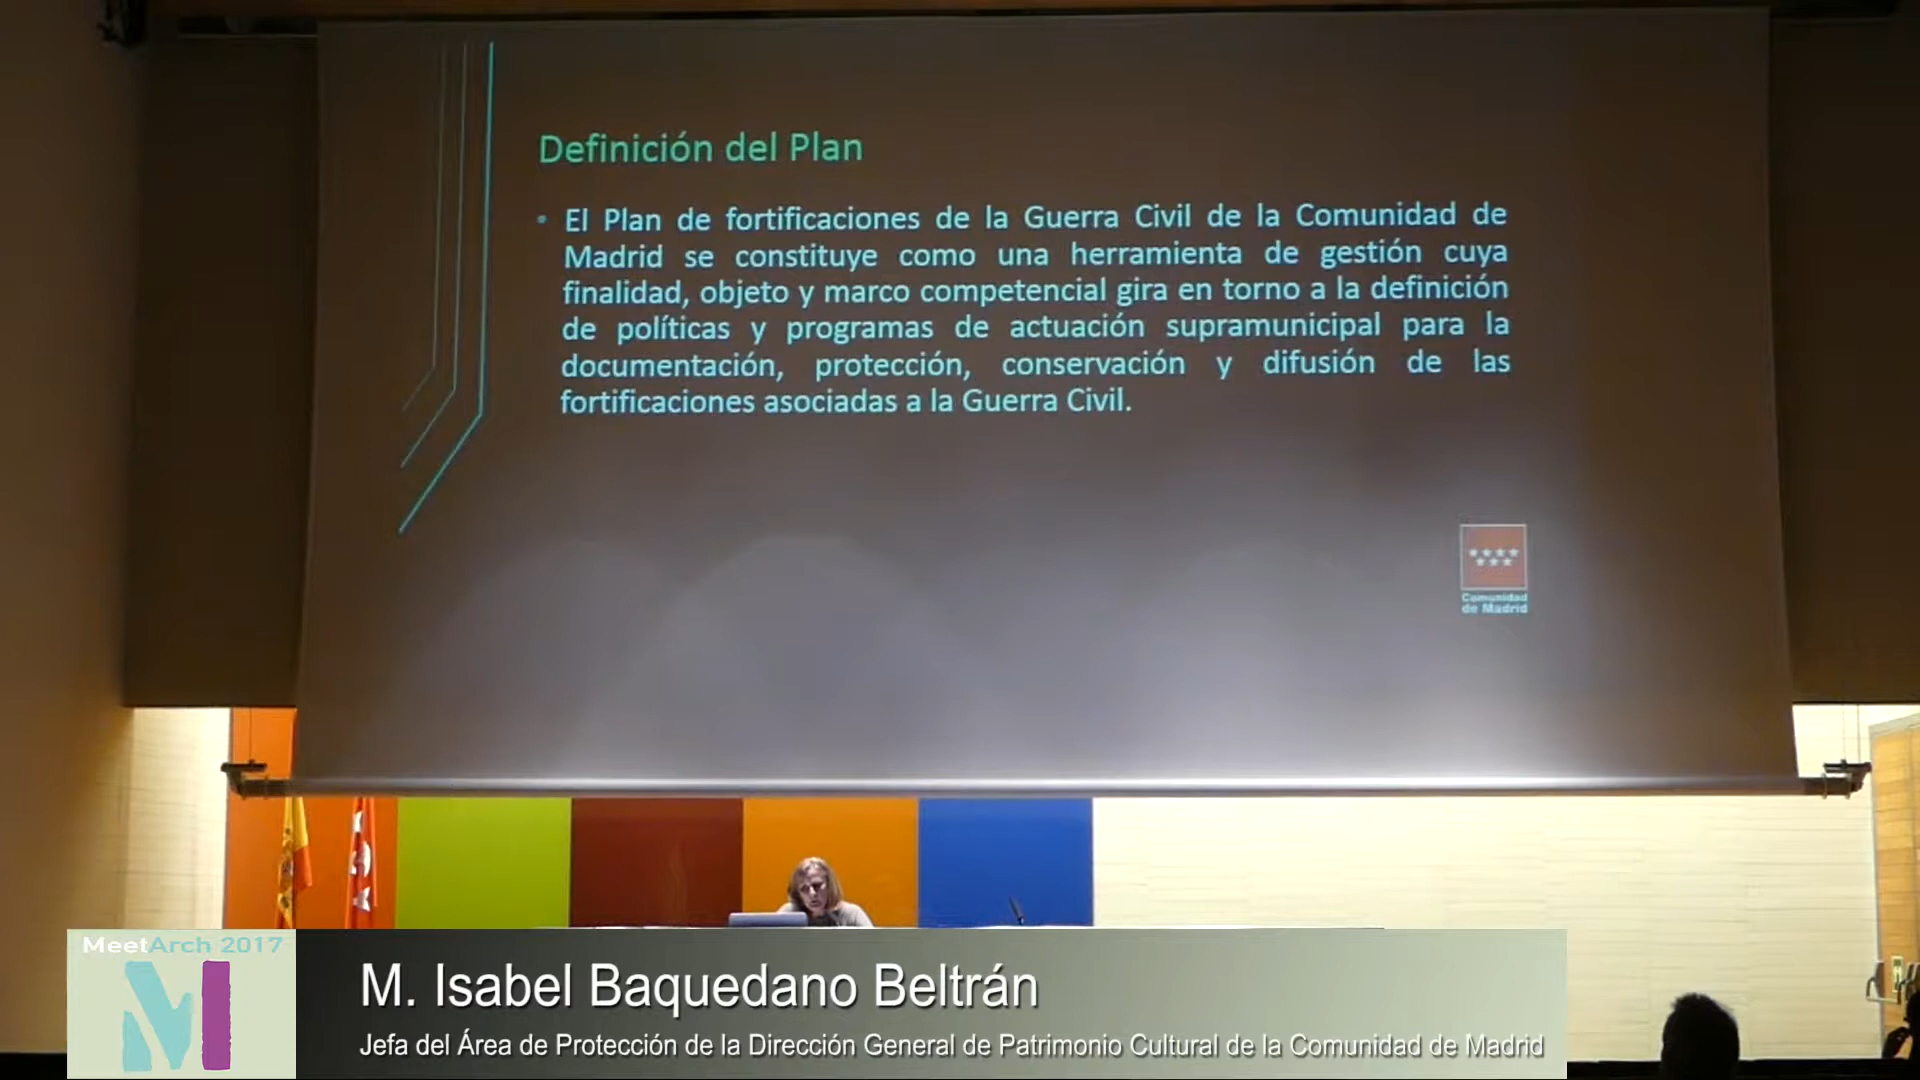 Definición del Plan
• El Plan de fortificaciones de la Guerra Civil de la Comunidad de
Madrid se constituye como una herramienta de gestión cuya
finalidad, objeto y marco competencial gira en torno a la definición
de políticas y programas de actuación supramunicipal para la
documentación, protección, conservación y difusión de las
fortificaciones asociadas a la Guerra Civil.
Comunidad
de Madrid
MeetArch 2017
M
M. Isabel Baquedano Beltrán
Jefa del Área de Protección de la Dirección General de Patrimonio Cultural de la Comunidad de Madrid